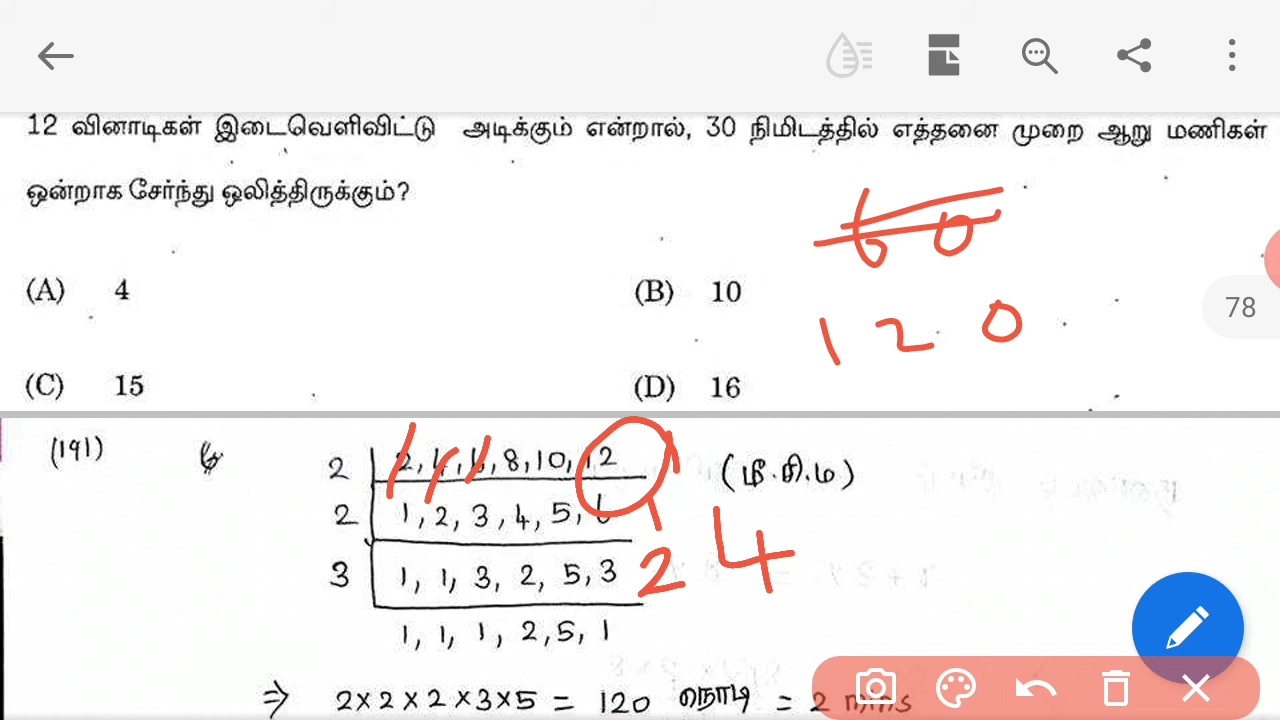 12 வினாடிகள் இடைவெளிவிட்டு அடிக்கும் என்றால், 30 நிமிடத்தில் எத்தனை முறை ஆறு மணிகள்
ஒன்றாக சேர்ந்து ஒலித்திருக்கும்?
60
(A) 4 (B) 10
120
78
(C) 15 (D) 16
(191) 2 2, 4, 6, 8, 10, 12 (மீ.சி.ம)
2 1, 2, 3, 4, 5, 6
24
3 1, 1, 3, 2, 5, 3
1, 1, 1, 2, 5, 1
⇒ 2×2×2×3×5 = 120 நொடி = 2 mins